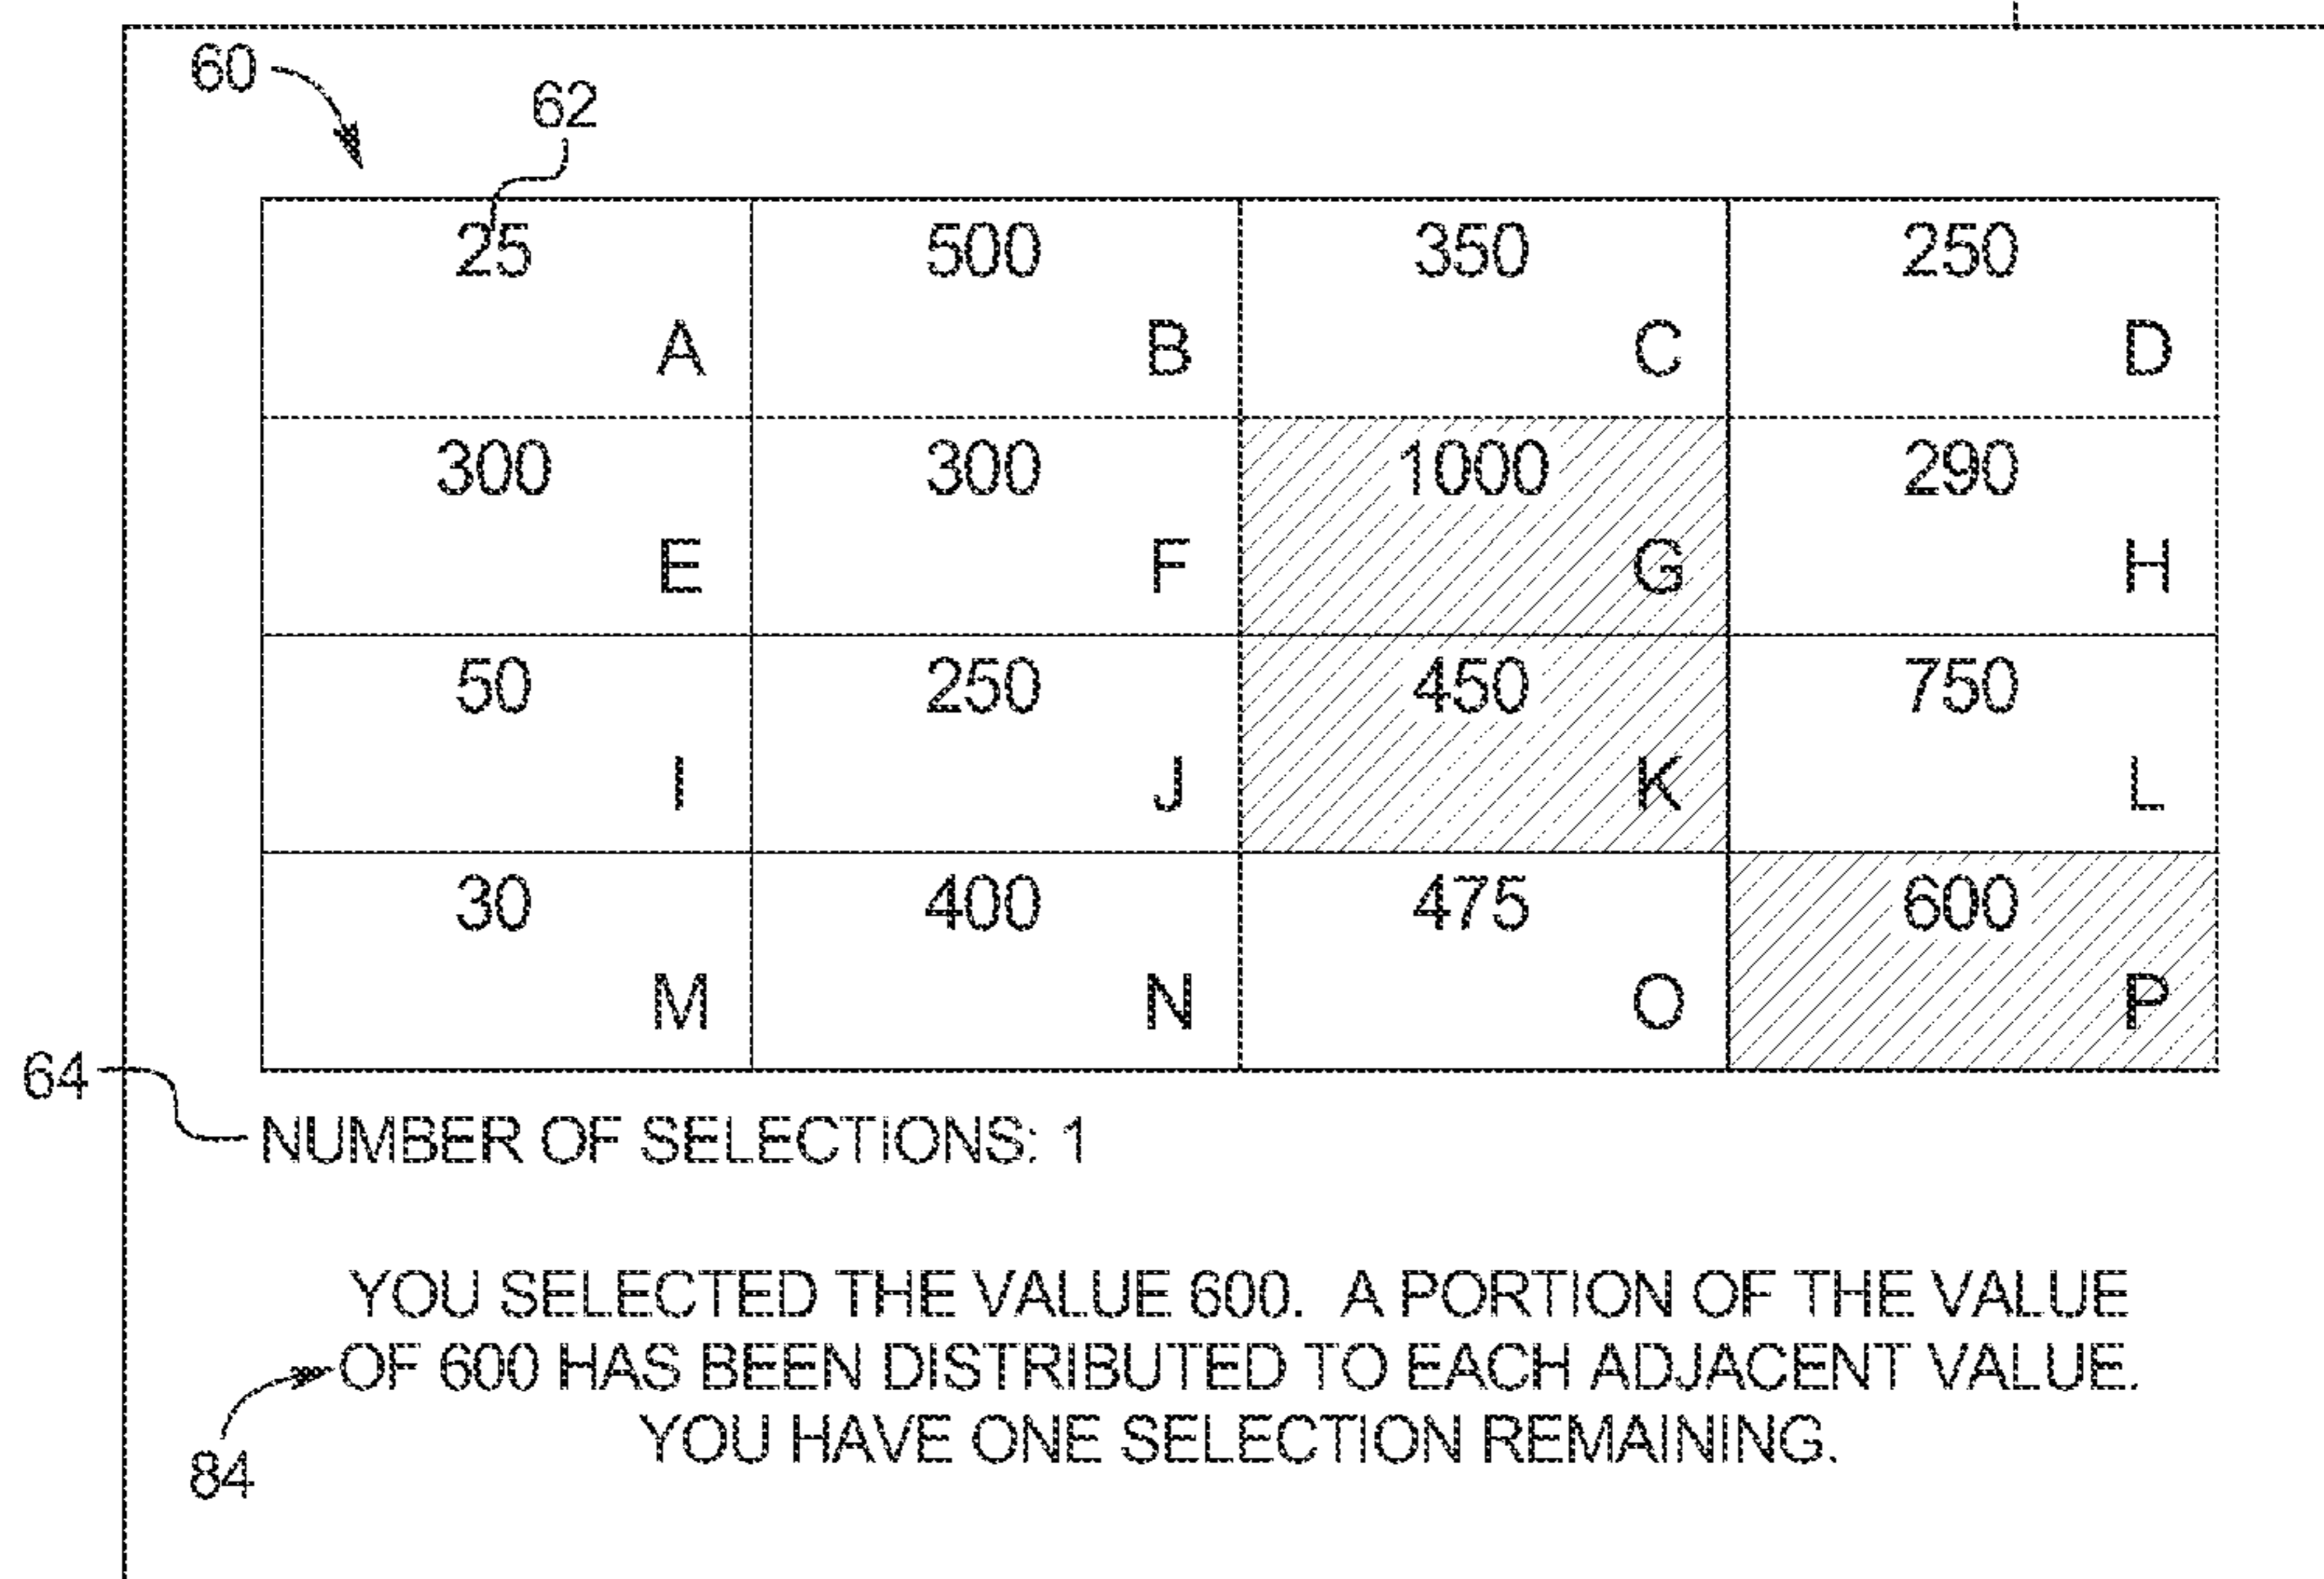 60
62
25 500 350 250
A B C D
300 300 1000 290
E F G H
50 250 450 750
I J K L
30 400 475 600
M N O P
64
NUMBER OF SELECTIONS: 1
YOU SELECTED THE VALUE 600. A PORTION OF THE VALUE
OF 600 HAS BEEN DISTRIBUTED TO EACH ADJACENT VALUE.
YOU HAVE ONE SELECTION REMAINING.
84